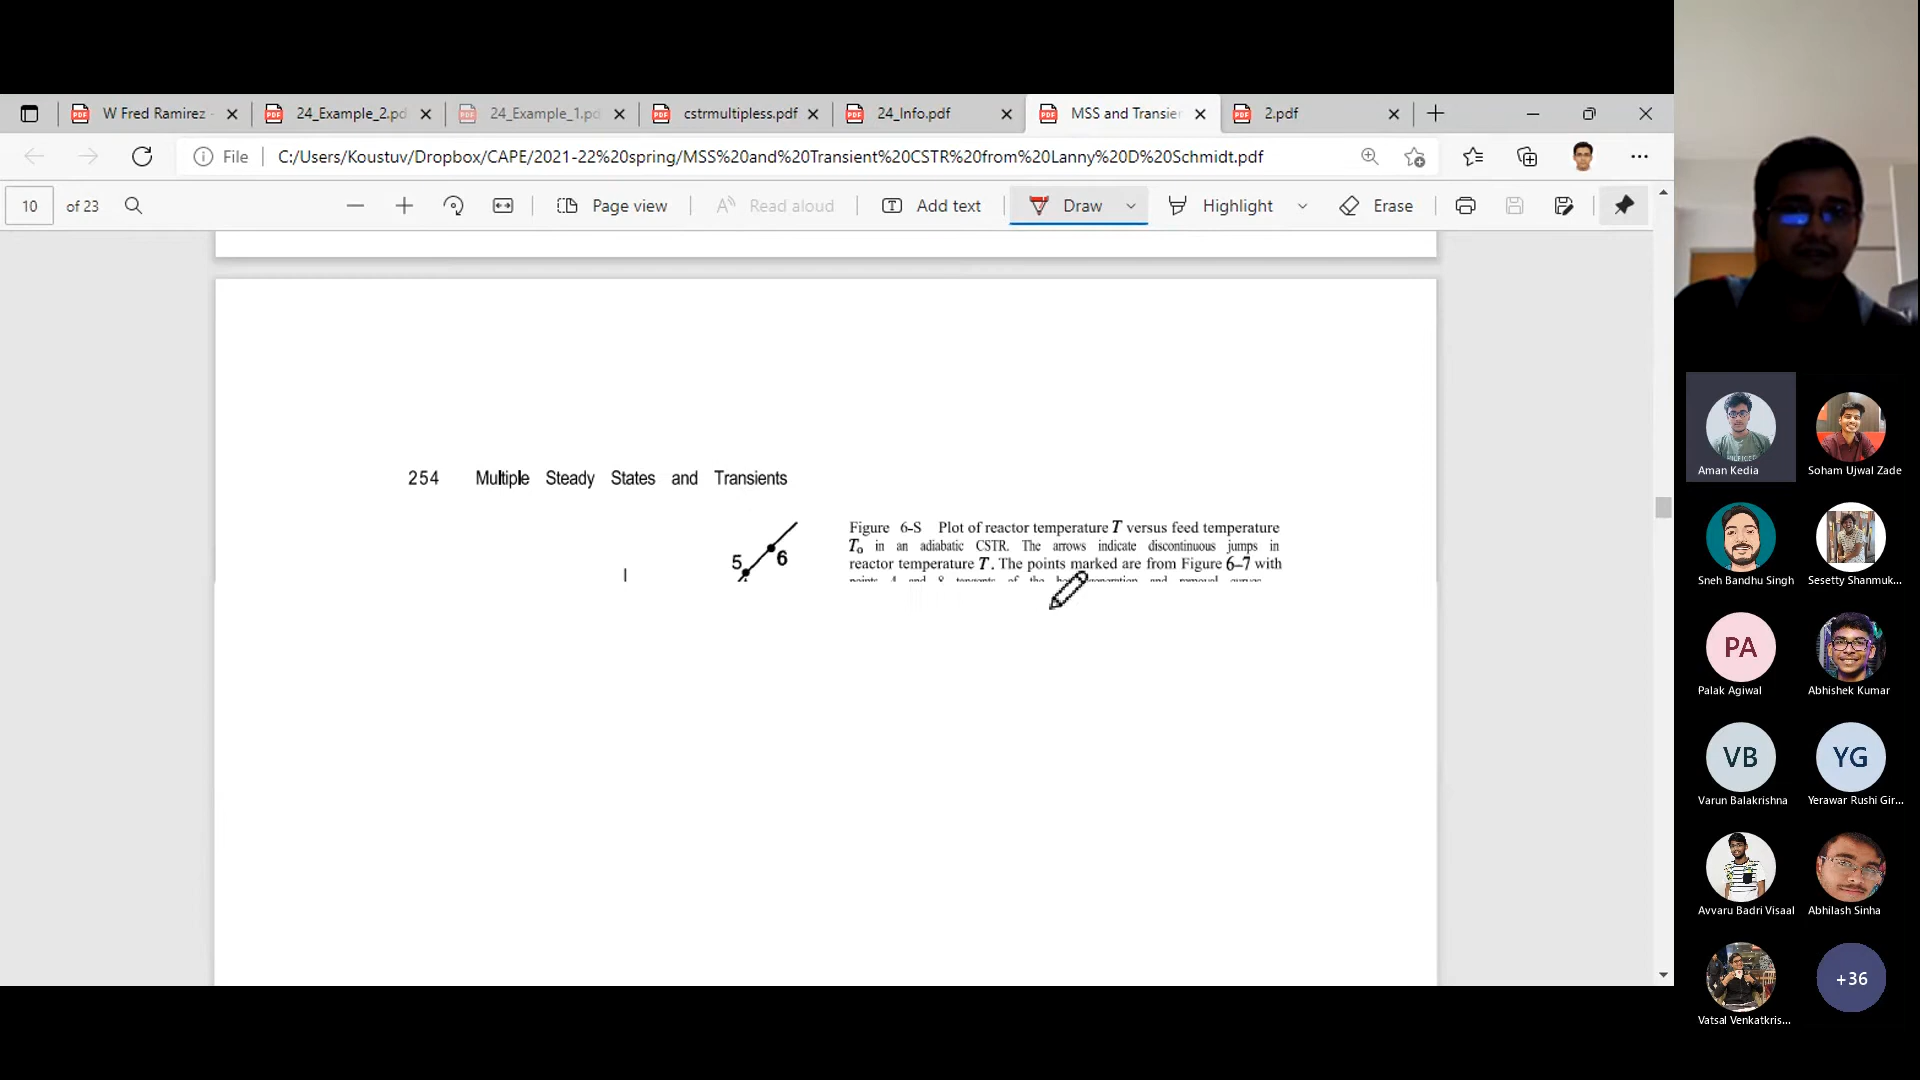 W Fred Ramirez -
24_Example_2.pd
24_Example_1.pd
cstrmultipless.pdf
24_Info.pdf
MSS and Transier
2.pdf
File
C:/Users/Koustuv/Dropbox/CAPE/2021-22%20spring/MSS%20and%20Transient%20CSTR%20from%20Lanny%20D%20Schmidt.pdf
10 of 23
Page view
Read aloud
Add text
Draw
Highlight
Erase
254 Multiple Steady States and Transients
5
6
Figure 6-S Plot of reactor temperature T versus feed temperature
To in an adiabatic CSTR. The arrows indicate discontinuous jumps in
reactor temperature T. The points marked are from Figure 6-7 with
Aman Kedia
Soham Ujwal Zade
Sneh Bandhu Singh
Sesetty Shanmuk...
PA
Palak Agiwal
Abhishek Kumar
VB
Varun Balakrishna
YG
Yerawar Rushi Gir...
Avvaru Badri Visaal
Abhilash Sinha
Vatsal Venkatkris...
+36